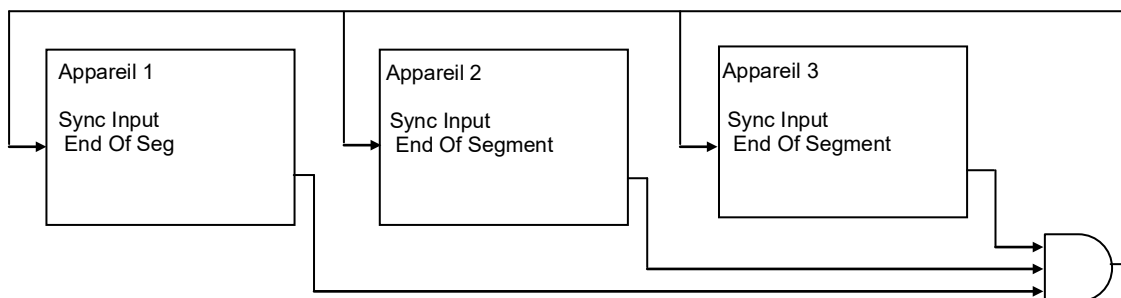 Appareil 1
Sync Input
End Of Seg
Appareil 2
Sync Input
End Of Segment
Appareil 3
Sync Input
End Of Segment